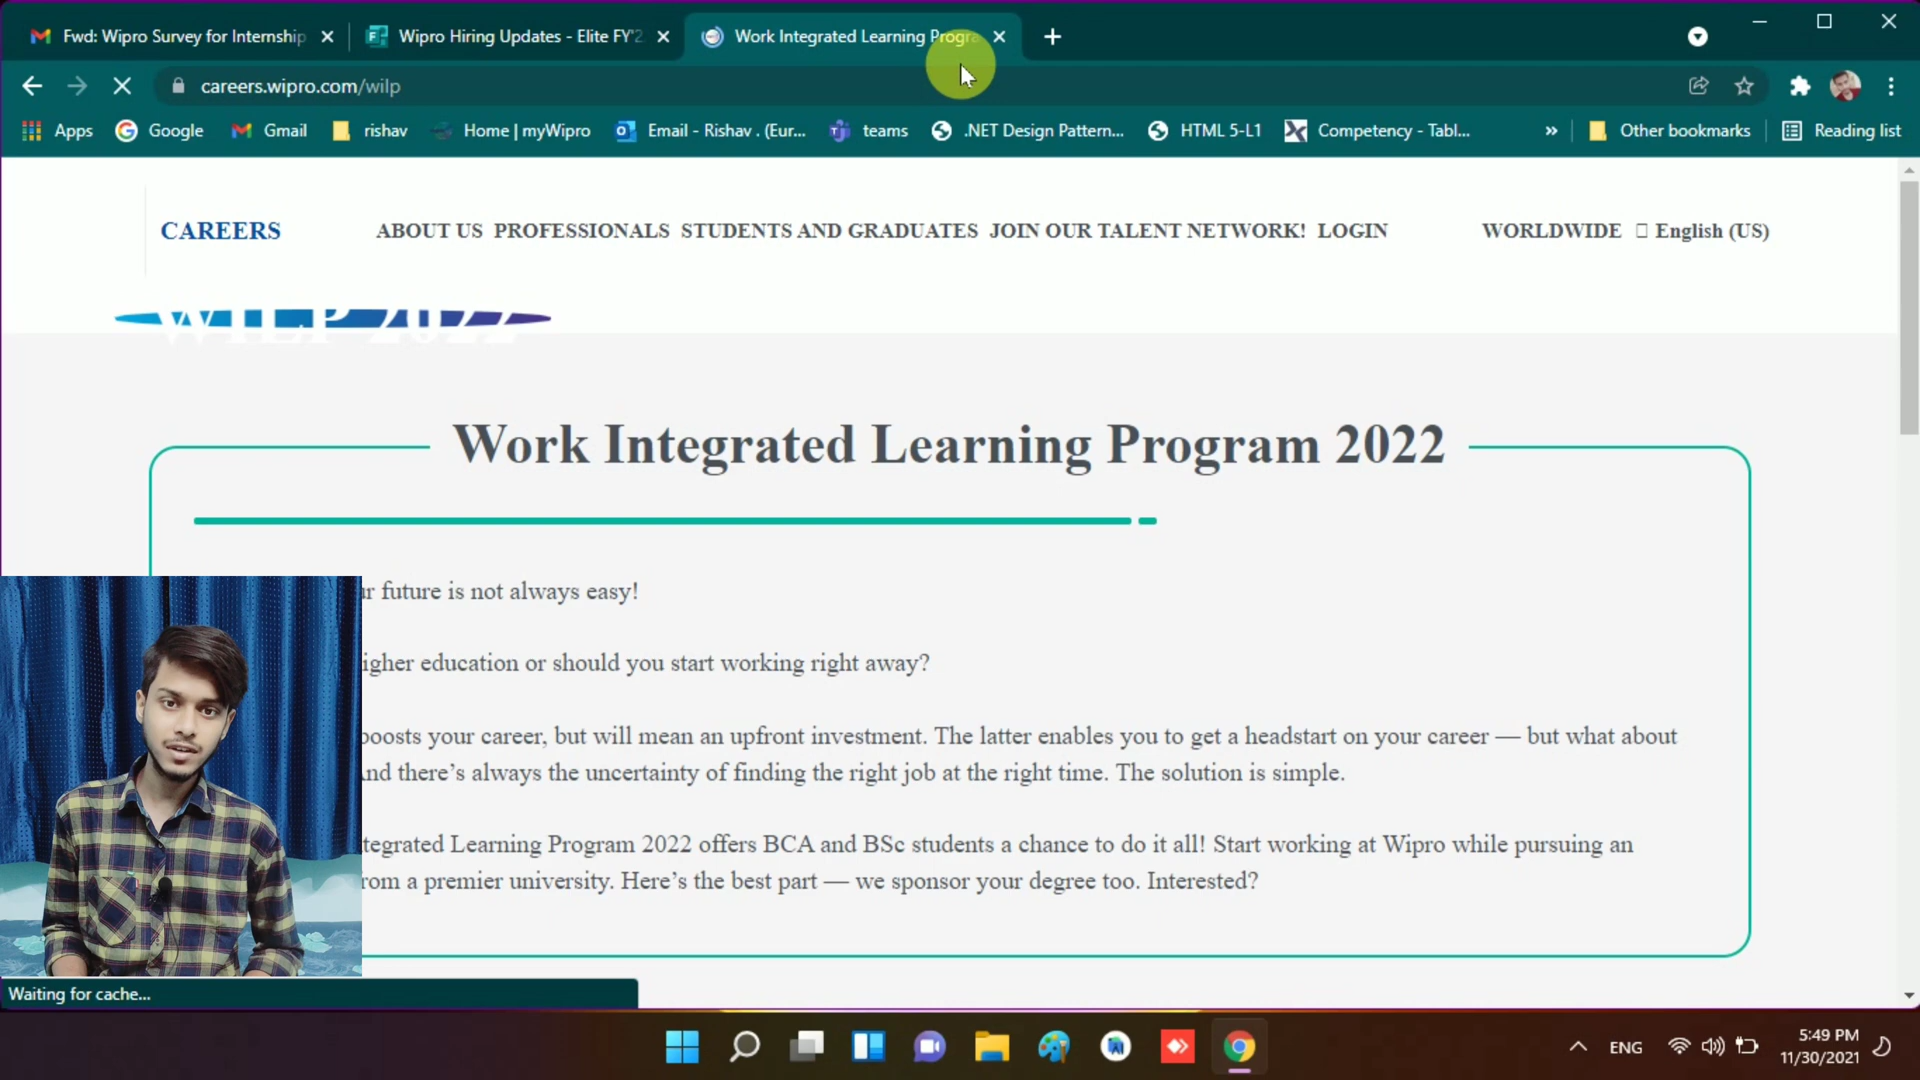 Fwd: Wipro Survey for Internship
Wipro Hiring Updates - Elite FY'2
Work Integrated Learning Progra
careers.wipro.com/wilp
Apps
Google
Gmail
rishav
Home | myWipro
Email - Rishav . (Eur...
teams
.NET Design Pattern...
HTML 5-L1
Competency - Tabl...
»
Other bookmarks
Reading list
CAREERS
ABOUT US PROFESSIONALS STUDENTS AND GRADUATES JOIN OUR TALENT NETWORK! LOGIN
WORLDWIDE English (US)
WILP 2022
Work Integrated Learning Program 2022
future is not always easy!
igher education or should you start working right away?
oosts your career, but will mean an upfront investment. The latter enables you to get a headstart on your career — but what about
nd there’s always the uncertainty of finding the right job at the right time. The solution is simple.
tegrated Learning Program 2022 offers BCA and BSc students a chance to do it all! Start working at Wipro while pursuing an
rom a premier university. Here’s the best part — we sponsor your degree too. Interested?
Waiting for cache...
ENG
5:49 PM
11/30/2021